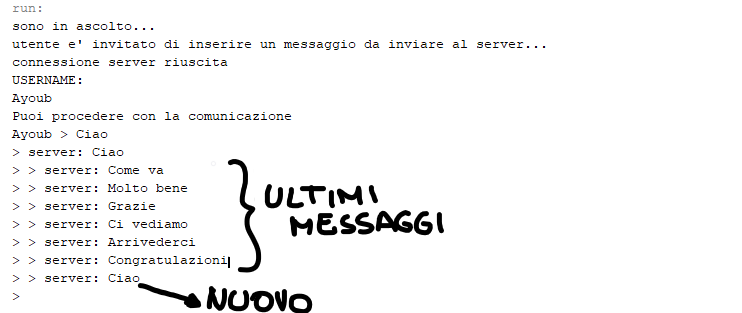 run:
sono in ascolto...
utente e' invitato di inserire un messaggio da inviare al server...
connessione server riuscita
USERNAME:
Ayoub
Puoi procedere con la comunicazione
Ayoub > Ciao
> server: Ciao
> > server: Come va
> > server: Molto bene
> > server: Grazie
> > server: Ci vediamo
> > server: Arrivederci
> > server: Congratulazioni
> > server: Ciao
>
ULTIMI
MESSAGGI
NUOVO